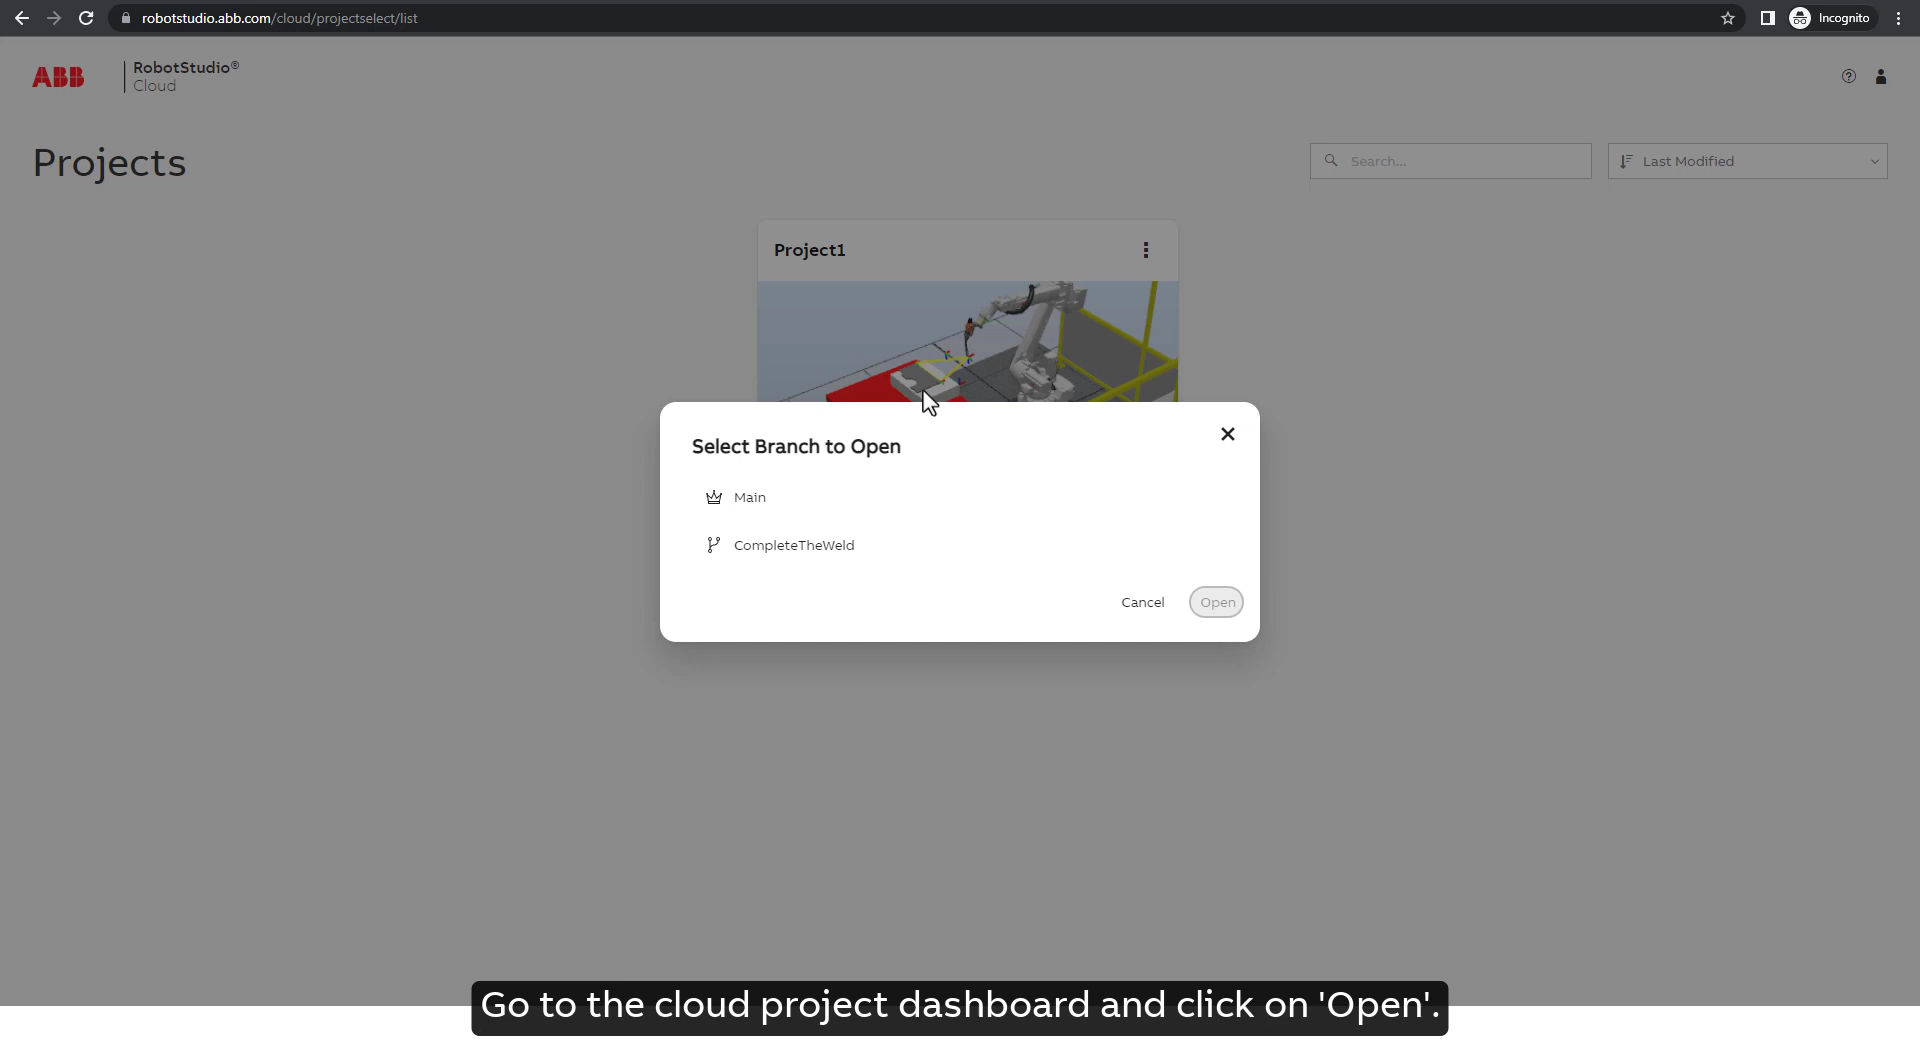 robotstudio.abb.com/cloud/projectselect/list
Incognito
ABB
RobotStudio®
Cloud
Projects
Search...
Last Modified
Project1
Select Branch to Open
Main
CompleteTheWeld
Cancel
Open
Go to the cloud project dashboard and click on 'Open'.